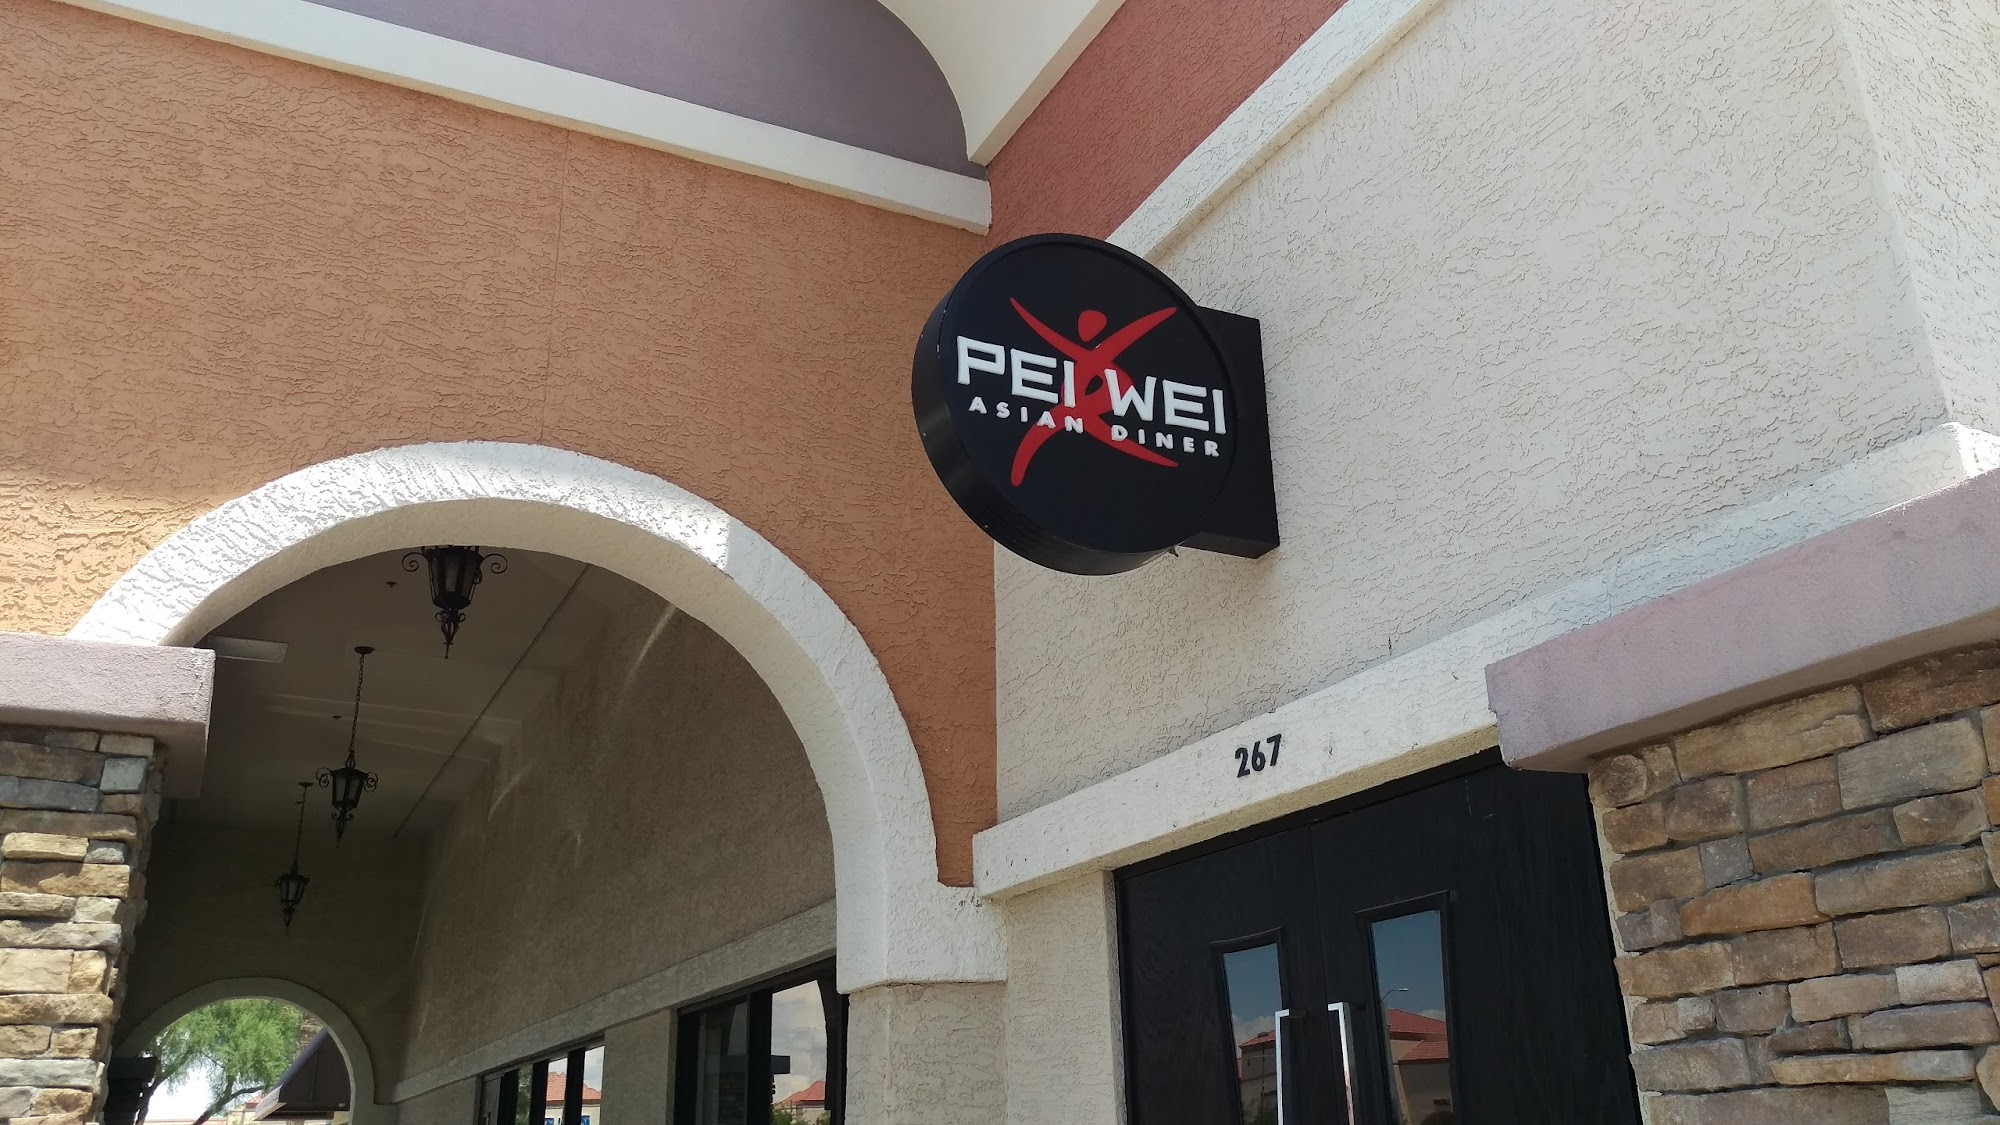 PEI WEI
ASIAN DINER
267